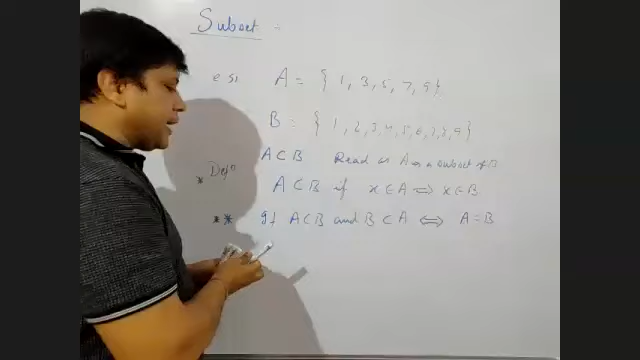 Subset :-
eg: A = { 1, 3, 5, 7, 9}
B = { 1, 2, 3, 4, 5, 6, 7, 8, 9}
A ⊂ B Read as A is a subset of B
* Defn
A ⊂ B if x ∈ A ⇒ x ∈ B
** If A ⊂ B and B ⊂ A ⇔ A = B